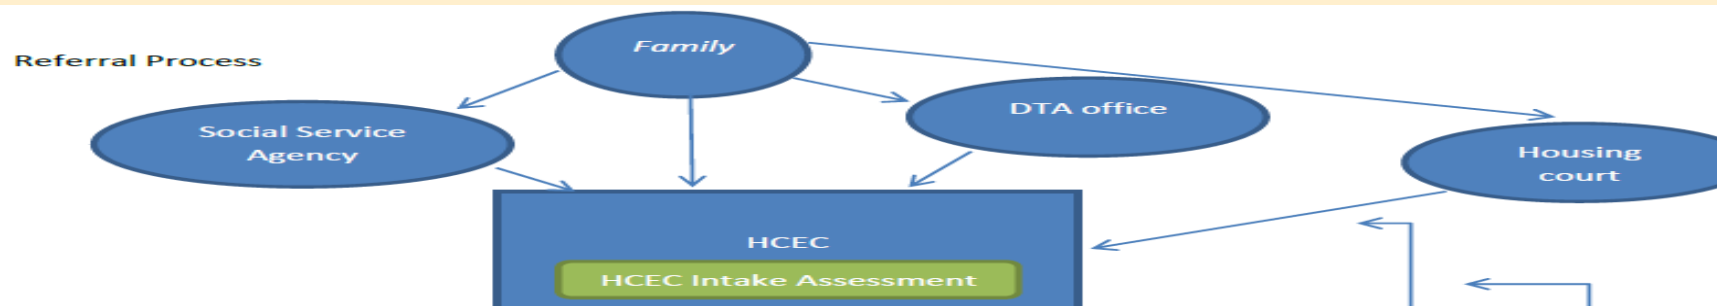 Family
Referral Process
DTA office
Social Service
Agency
Housing
court
HCEC
HCEC Intake Assessment